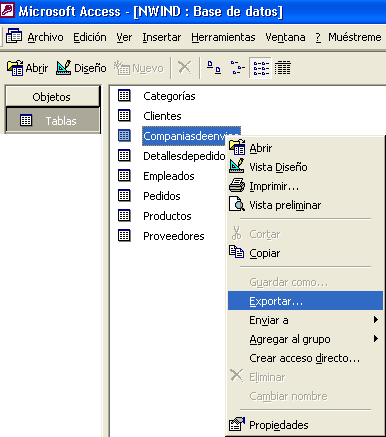 Microsoft Access - [NWIND : Base de datos]
Archivo Edición Ver Insertar Herramientas Ventana ? Muéstreme
Abrir Diseño Nuevo
Objetos
Tablas
Categorías
Clientes
Companiasdeenvios
Detallesdepedido
Empleados
Pedidos
Productos
Proveedores
Abrir
Vista Diseño
Imprimir...
Vista preliminar
Cortar
Copiar
Guardar como...
Exportar...
Enviar a
Agregar al grupo
Crear acceso directo...
Eliminar
Cambiar nombre
Propiedades